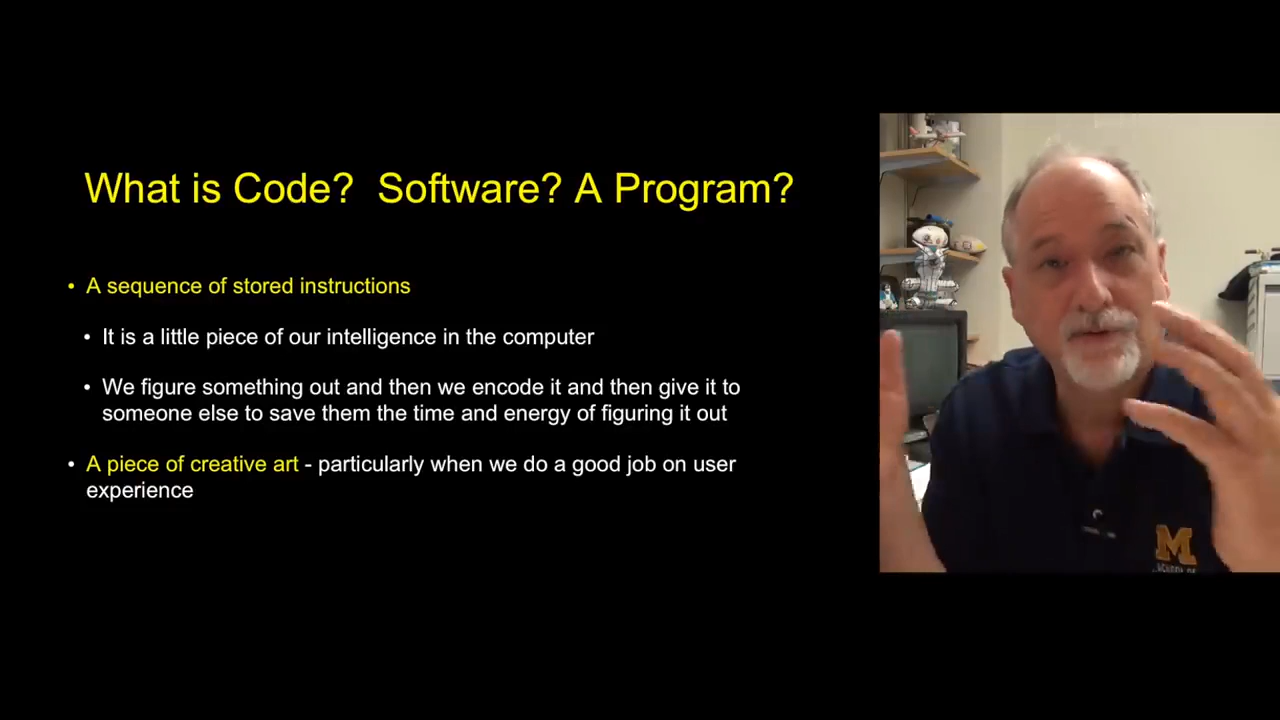 What is Code?  Software? A Program?
• A sequence of stored instructions
• It is a little piece of our intelligence in the computer
• We figure something out and then we encode it and then give it to
someone else to save them the time and energy of figuring it out
• A piece of creative art - particularly when we do a good job on user
experience
M